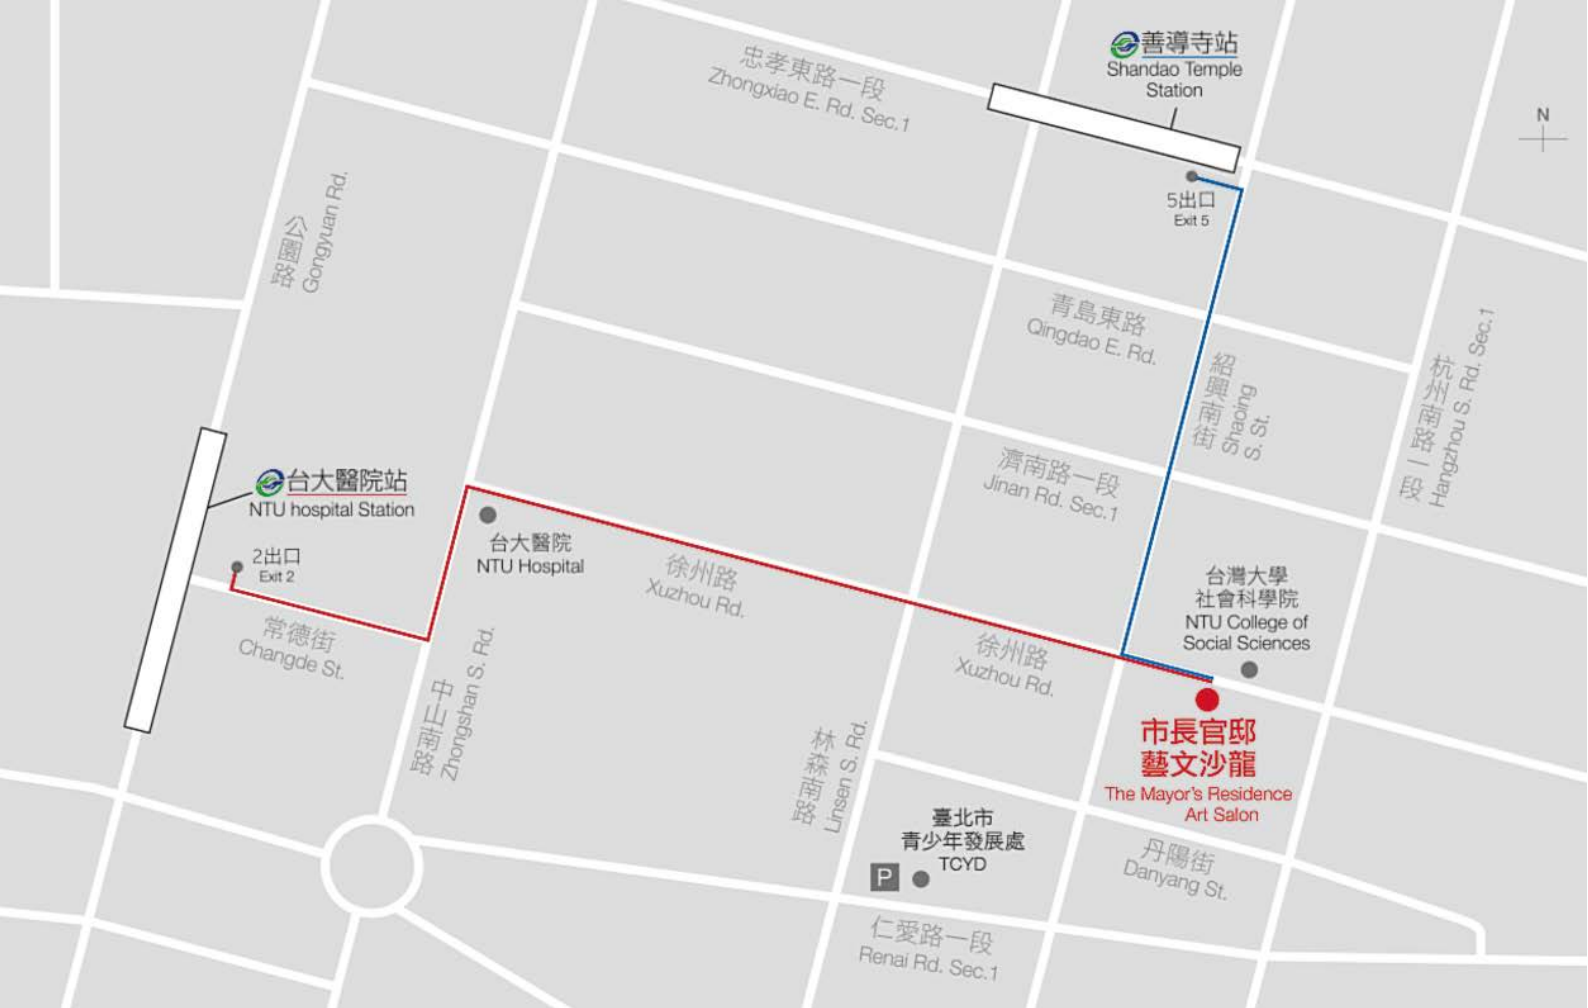 善導寺站
Shandao Temple
Station
忠孝東路一段
Zhongxiao E. Rd. Sec.1
N
5出口
Exit 5
公園路
Gongyuan Rd.
青島東路
Qingdao E. Rd.
紹興南街
Shaoing
S. St.
杭州南路一段
Hangzhou S. Rd. Sec.1
台大醫院站
NTU hospital Station
濟南路一段
Jinan Rd. Sec.1
2出口
Exit 2
台大醫院
NTU Hospital
徐州路
Xuzhou Rd.
台灣大學
社會科學院
NTU College of
Social Sciences
常德街
Changde St.
徐州路
Xuzhou Rd.
中山南路
Zhongshan S. Rd.
林森南路
Linsen S. Rd.
市長官邸
藝文沙龍
The Mayor's Residence
Art Salon
臺北市
青少年發展處
TCYD
P
丹陽街
Danyang St.
仁愛路一段
Renai Rd. Sec.1